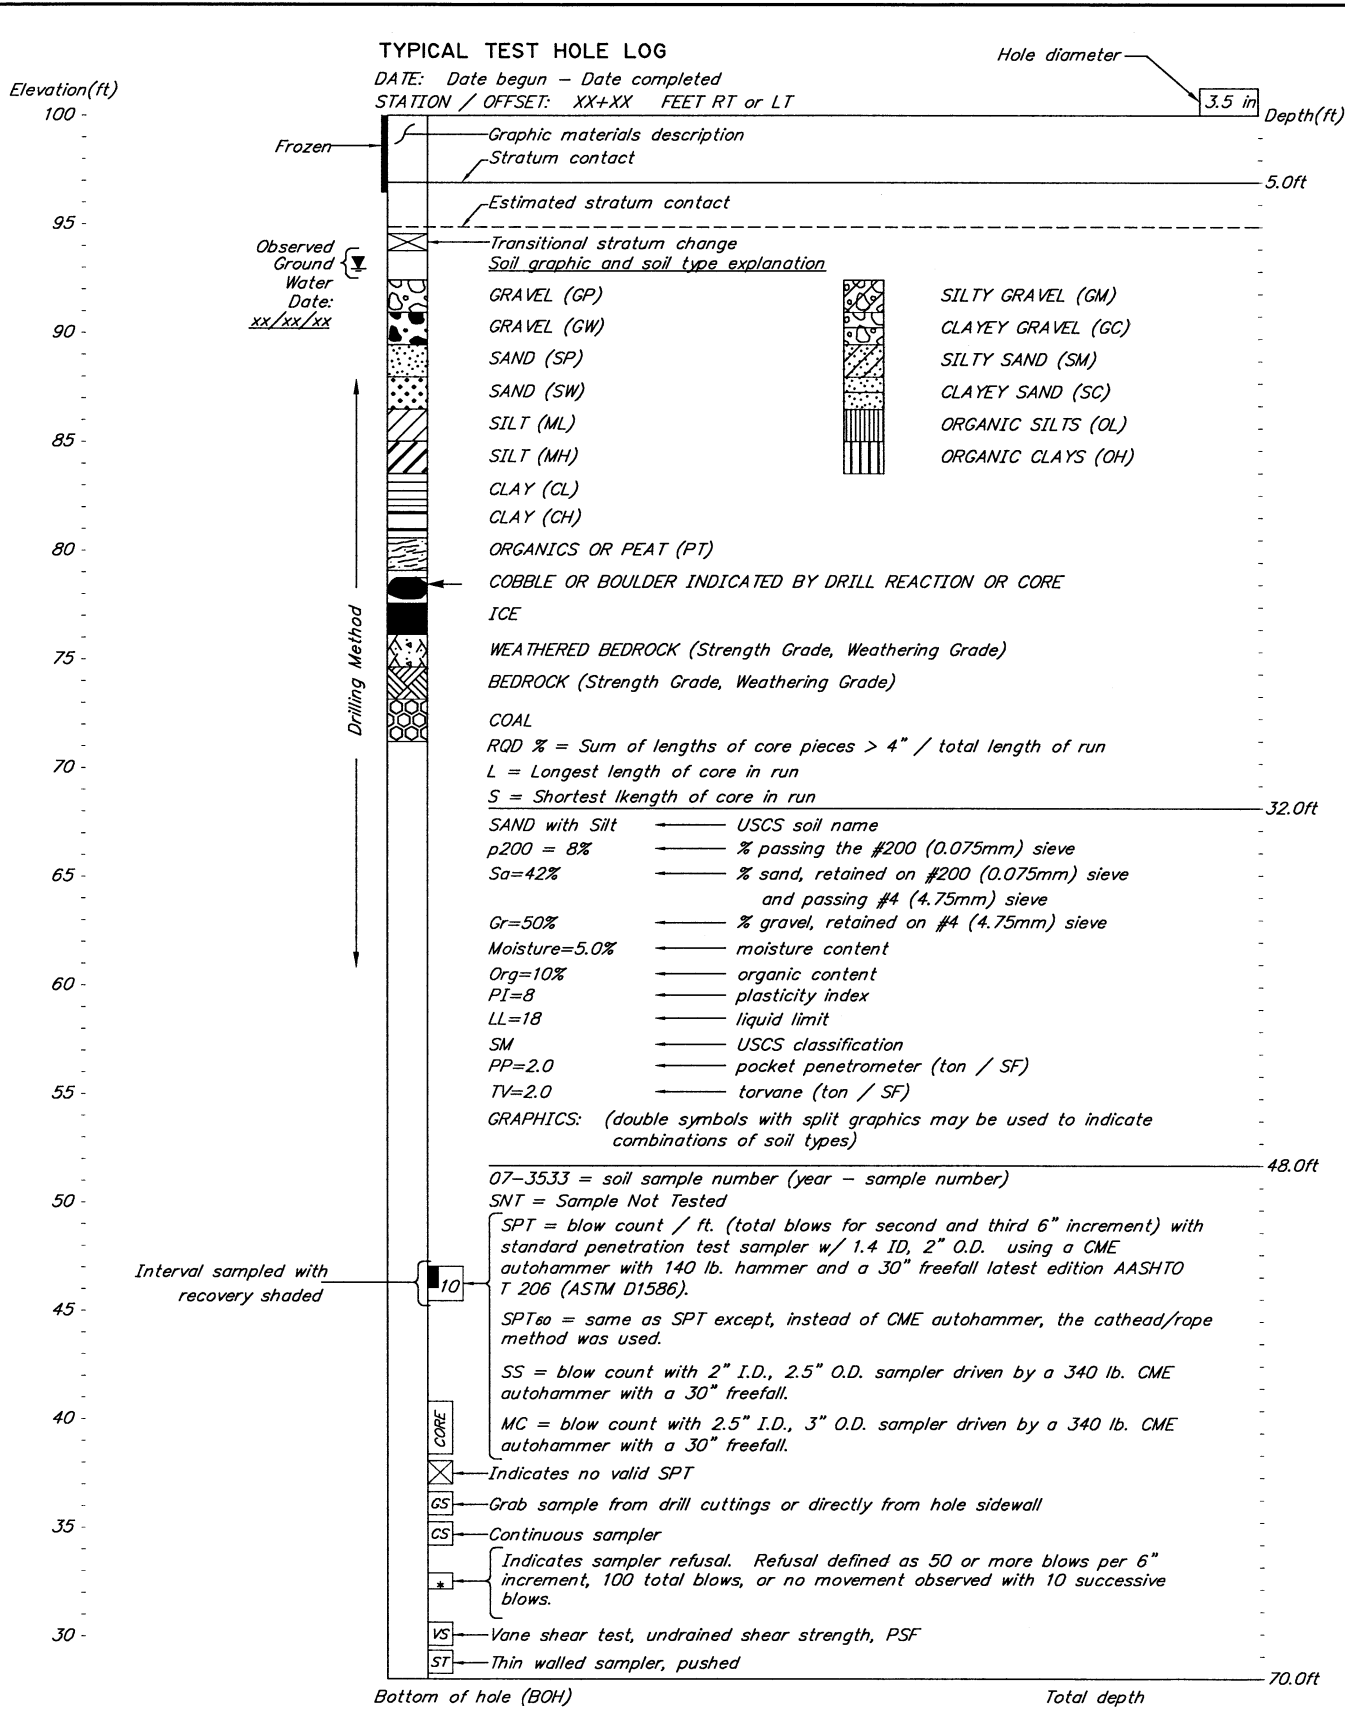 TYPICAL TEST HOLE LOG
Hole diameter
DATE: Date begun – Date completed
Elevation(ft)
STATION / OFFSET: XX+XX FEET RT or LT
3.5 in
Depth(ft)
100
Graphic materials description
Frozen
Stratum contact
5.0ft
Estimated stratum contact
95
Transitional stratum change
Observed
Ground
Water
Date:
xx/xx/xx
Soil graphic and soil type explanation
GRAVEL (GP)
SILTY GRAVEL (GM)
GRAVEL (GW)
CLAYEY GRAVEL (GC)
90
SAND (SP)
SILTY SAND (SM)
SAND (SW)
CLAYEY SAND (SC)
SILT (ML)
ORGANIC SILTS (OL)
85
SILT (MH)
ORGANIC CLAYS (OH)
CLAY (CL)
CLAY (CH)
80
ORGANICS OR PEAT (PT)
COBBLE OR BOULDER INDICATED BY DRILL REACTION OR CORE
ICE
Drilling Method
75
WEATHERED BEDROCK (Strength Grade, Weathering Grade)
BEDROCK (Strength Grade, Weathering Grade)
COAL
RQD % = Sum of lengths of core pieces > 4" / total length of run
70
L = Longest length of core in run
S = Shortest lkength of core in run
32.0ft
SAND with Silt USCS soil name
p200 = 8% % passing the #200 (0.075mm) sieve
65
Sa=42% % sand, retained on #200 (0.075mm) sieve
and passing #4 (4.75mm) sieve
Gr=50% % gravel, retained on #4 (4.75mm) sieve
Moisture=5.0% moisture content
Org=10% organic content
60
PI=8 plasticity index
LL=18 liquid limit
SM USCS classification
PP=2.0 pocket penetrometer (ton / SF)
55
TV=2.0 torvane (ton / SF)
GRAPHICS: (double symbols with split graphics may be used to indicate
combinations of soil types)
48.0ft
07–3533 = soil sample number (year – sample number)
50
SNT = Sample Not Tested
SPT = blow count / ft. (total blows for second and third 6" increment) with
standard penetration test sampler w/ 1.4 ID, 2" O.D. using a CME
autohammer with 140 lb. hammer and a 30" freefall latest edition AASHTO
T 206 (ASTM D1586).
Interval sampled with
recovery shaded
10
45
SPT60 = same as SPT except, instead of CME autohammer, the cathead/rope
method was used.
SS = blow count with 2" I.D., 2.5" O.D. sampler driven by a 340 lb. CME
autohammer with a 30" freefall.
40
CORE
MC = blow count with 2.5" I.D., 3" O.D. sampler driven by a 340 lb. CME
autohammer with a 30" freefall.
Indicates no valid SPT
GS Grab sample from drill cuttings or directly from hole sidewall
35
CS Continuous sampler
Indicates sampler refusal. Refusal defined as 50 or more blows per 6"
increment, 100 total blows, or no movement observed with 10 successive
blows.
*
30
VS Vane shear test, undrained shear strength, PSF
ST Thin walled sampler, pushed
70.0ft
Bottom of hole (BOH)
Total depth